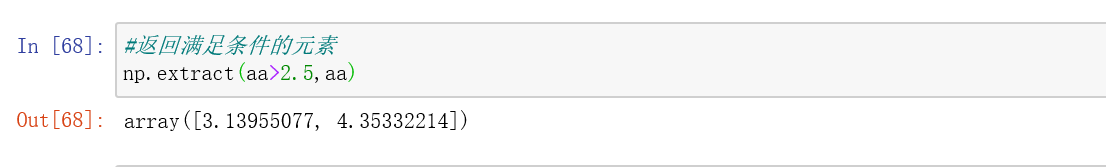 In [68]: #返回满足条件的元素
np.extract(aa>2.5,aa)
Out[68]: array([3.13955077, 4.35332214])